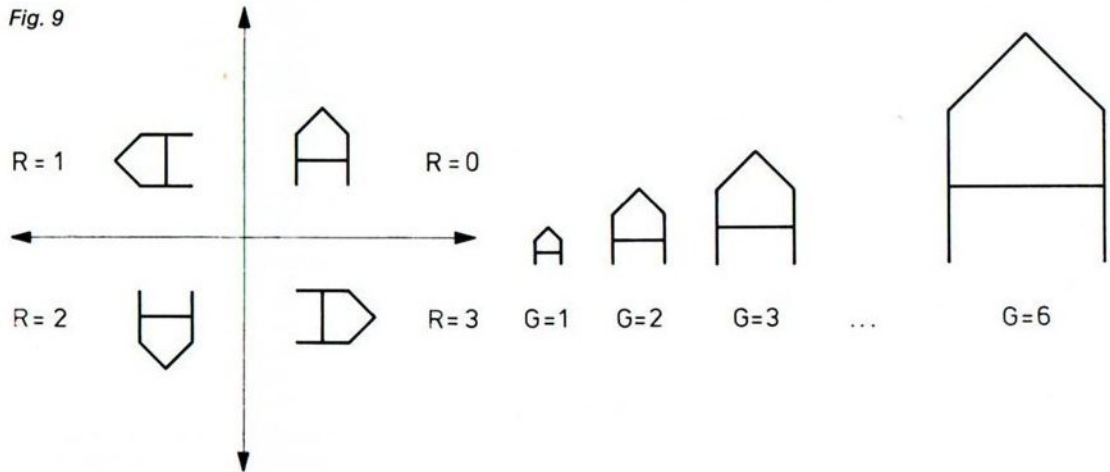 Fig. 9
R = 1
R = 0
R = 2
R = 3
G=1
G=2
G=3
...
G=6